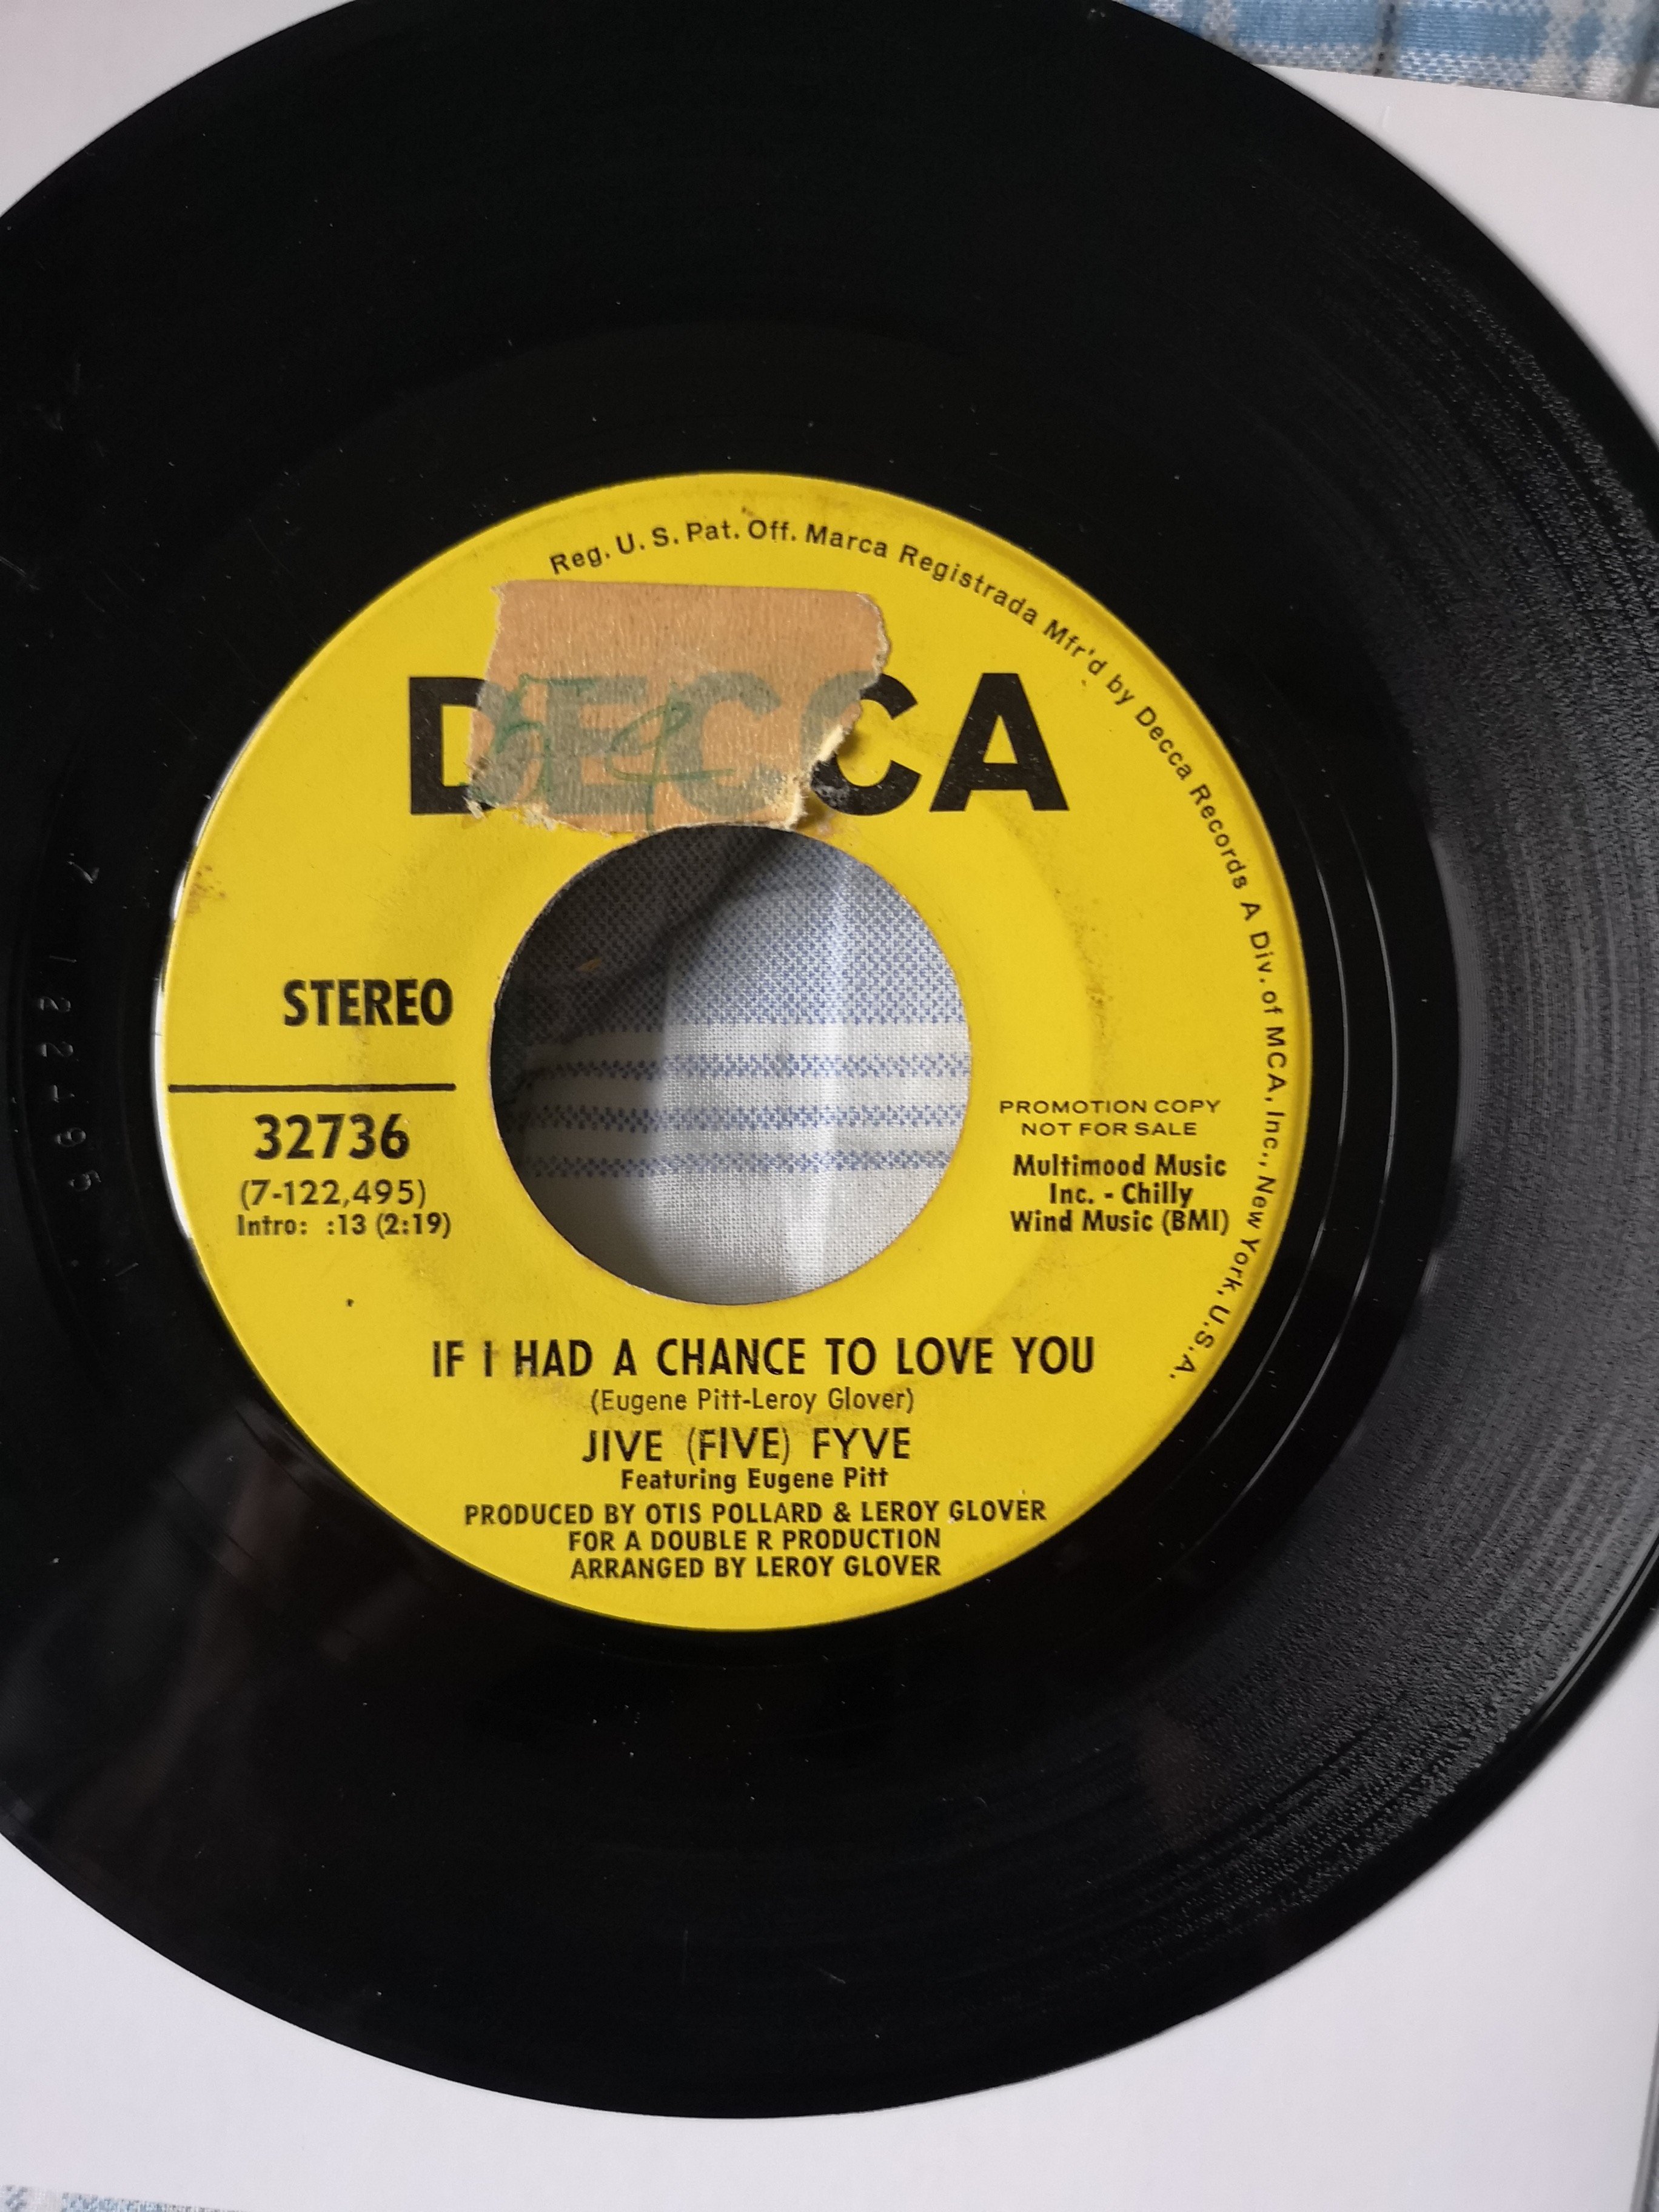 Reg. U. S. Pat. Off. Marca Registrada Mfr'd by Decca Records A Div. of MCA, Inc., New York, U.S.A.
DECCA
STEREO
32736
(7-122,495)
Intro: :13 (2:19)
PROMOTION COPY
NOT FOR SALE
Multimood Music
Inc. - Chilly
Wind Music (BMI)
IF I HAD A CHANCE TO LOVE YOU
(Eugene Pitt-Leroy Glover)
JIVE (FIVE) FYVE
Featuring Eugene Pitt
PRODUCED BY OTIS POLLARD & LEROY GLOVER
FOR A DOUBLE R PRODUCTION
ARRANGED BY LEROY GLOVER